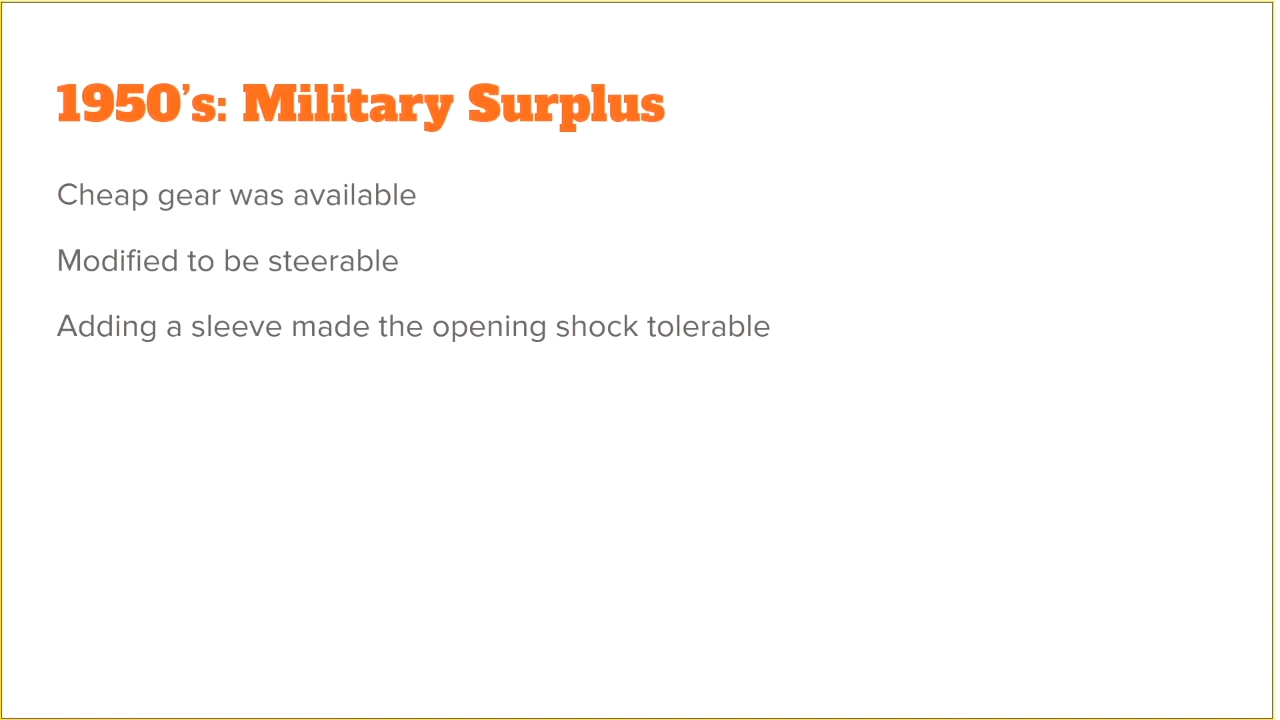 1950’s: Military Surplus
Cheap gear was available
Modified to be steerable
Adding a sleeve made the opening shock tolerable